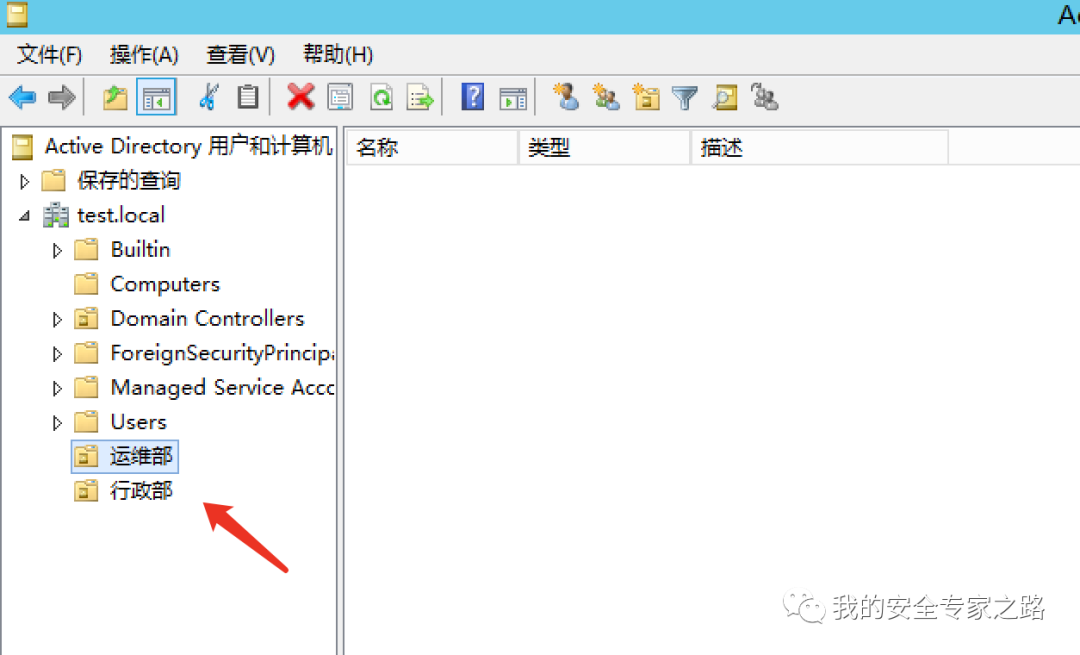 Ac
文件(F) 操作(A) 查看(V) 帮助(H)
Active Directory 用户和计算机
名称 类型 描述
保存的查询
test.local
Builtin
Computers
Domain Controllers
ForeignSecurityPrincipa
Managed Service Acco
Users
运维部
行政部
我的安全专家之路